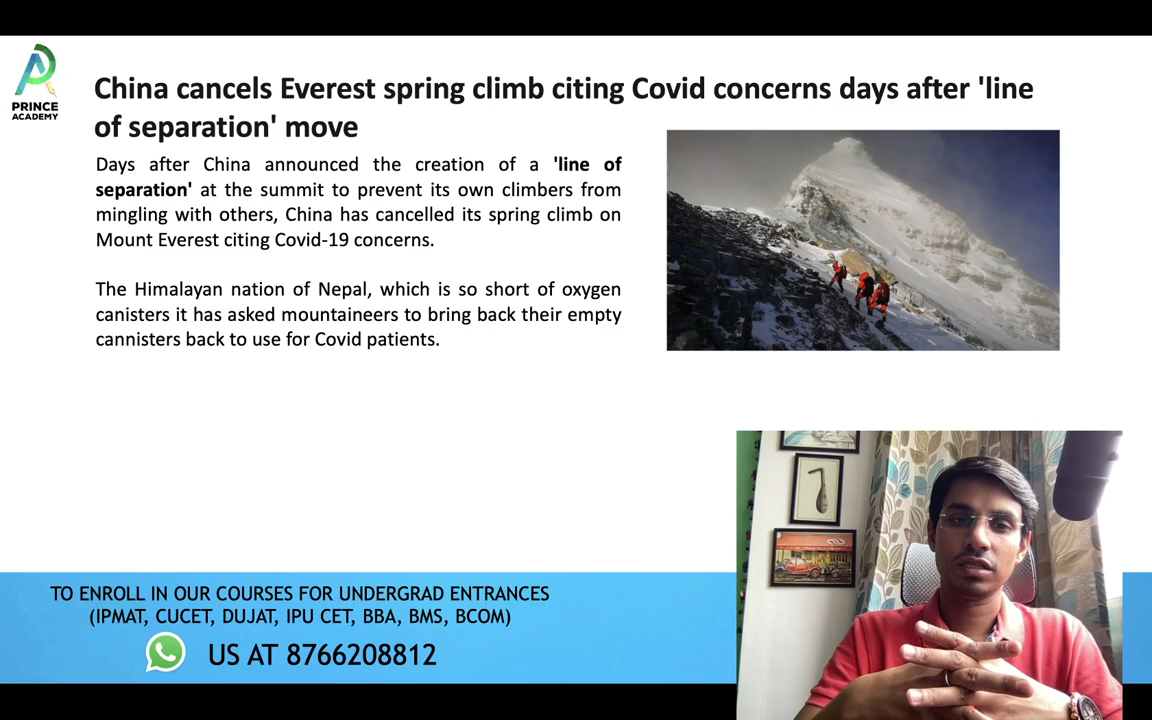 PRINCE
ACADEMY
China cancels Everest spring climb citing Covid concerns days after 'line
of separation' move
Days after China announced the creation of a 'line of
separation' at the summit to prevent its own climbers from
mingling with others, China has cancelled its spring climb on
Mount Everest citing Covid-19 concerns.
The Himalayan nation of Nepal, which is so short of oxygen
canisters it has asked mountaineers to bring back their empty
cannisters back to use for Covid patients.
TO ENROLL IN OUR COURSES FOR UNDERGRAD ENTRANCES
(IPMAT, CUCET, DUJAT, IPU CET, BBA, BMS, BCOM)
US AT 8766208812